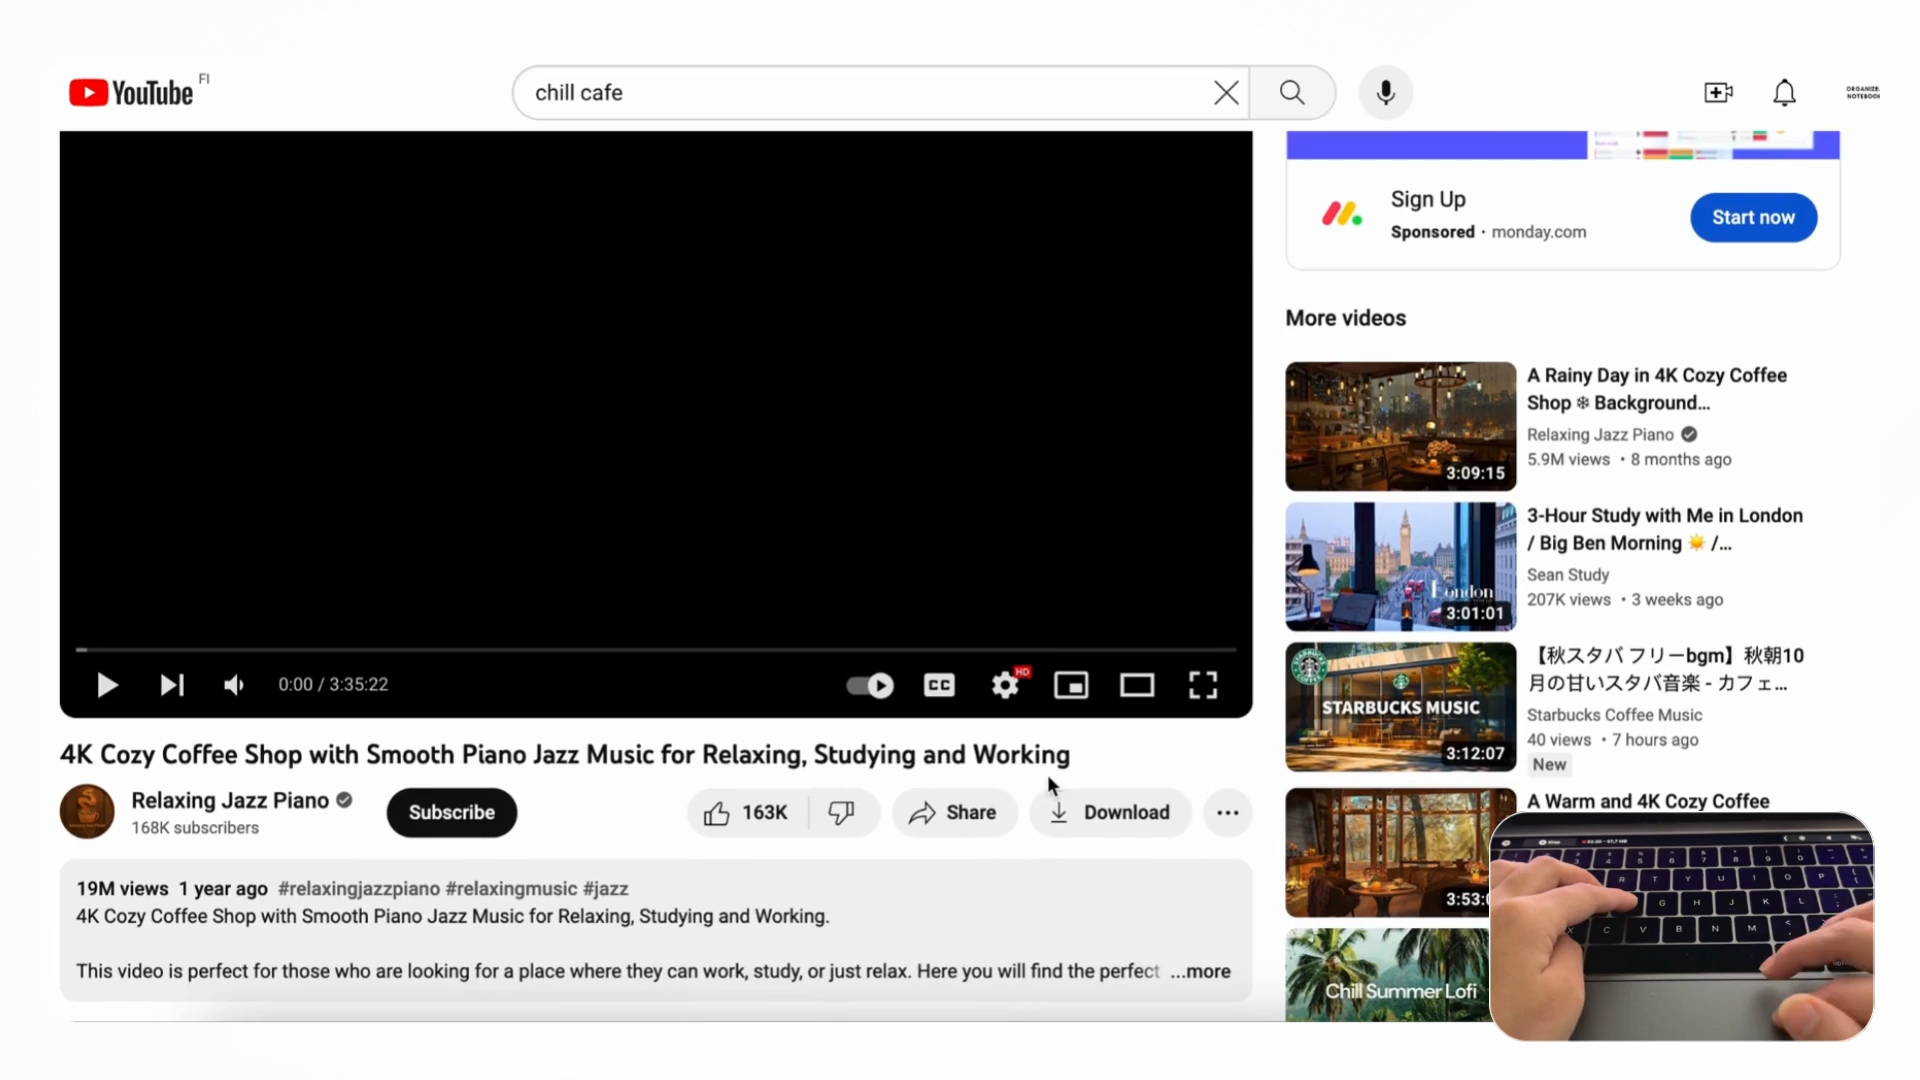 YouTube FI
chill cafe
ORGANIZE.
NOTEBOOK
Sign Up
Sponsored • monday.com
Start now
More videos
A Rainy Day in 4K Cozy Coffee
Shop ❄ Background...
Relaxing Jazz Piano
5.9M views • 8 months ago
3:09:15
3-Hour Study with Me in London
/ Big Ben Morning ☀️ /...
Sean Study
207K views • 3 weeks ago
London
3:01:01
【秋スタバ フリーbgm】秋朝10
月の甘いスタバ音楽 - カフェ...
Starbucks Coffee Music
40 views • 7 hours ago
New
STARBUCKS MUSIC
3:12:07
A Warm and 4K Cozy Coffee
3:53:
Chill Summer Lofi
CC
HD
0:00 / 3:35:22
4K Cozy Coffee Shop with Smooth Piano Jazz Music for Relaxing, Studying and Working
Relaxing Jazz Piano
168K subscribers
Subscribe
163K
Share
Download
19M views 1 year ago #relaxingjazzpiano #relaxingmusic #jazz
4K Cozy Coffee Shop with Smooth Piano Jazz Music for Relaxing, Studying and Working.
This video is perfect for those who are looking for a place where they can work, study, or just relax. Here you will find the perfect ...more